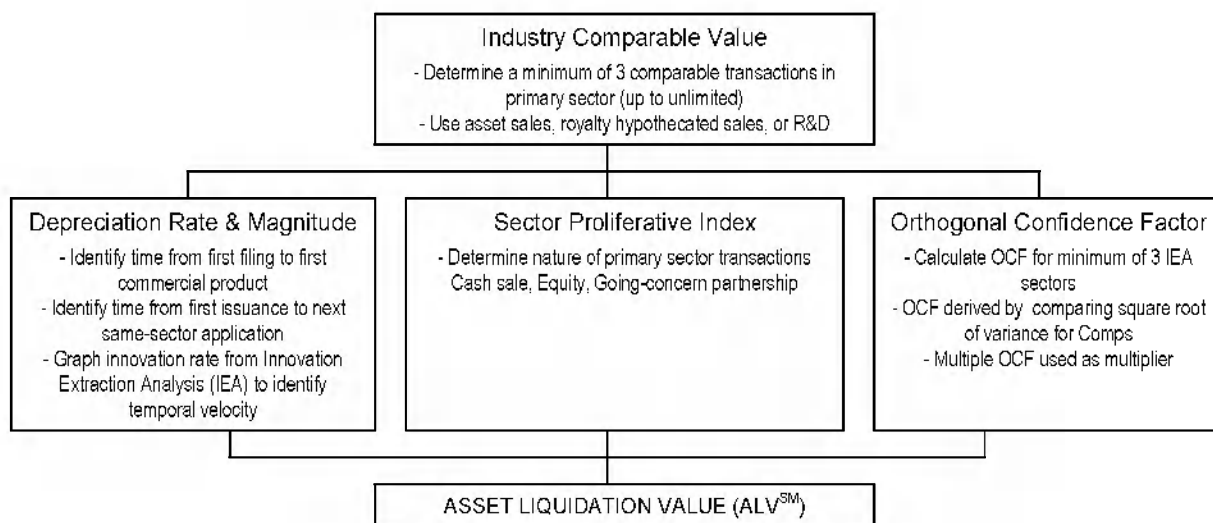 Industry Comparable Value
- Determine a minimum of 3 comparable transactions in
primary sector (up to unlimited)
- Use asset sales, royalty hypothecated sales, or R&D
Depreciation Rate & Magnitude
- Identify time from first filing to first
commercial product
- Identify time from first issuance to next
same-sector application
- Graph innovation rate from Innovation
Extraction Analysis (IEA) to identify
temporal velocity
Sector Proliferative Index
- Determine nature of primary sector transactions
Cash sale, Equity, Going-concern partnership
Orthogonal Confidence Factor
- Calculate OCF for minimum of 3 IEA
sectors
- OCF derived by comparing square root
of variance for Comps
- Multiple OCF used as multiplier
ASSET LIQUIDATION VALUE (ALV℠)